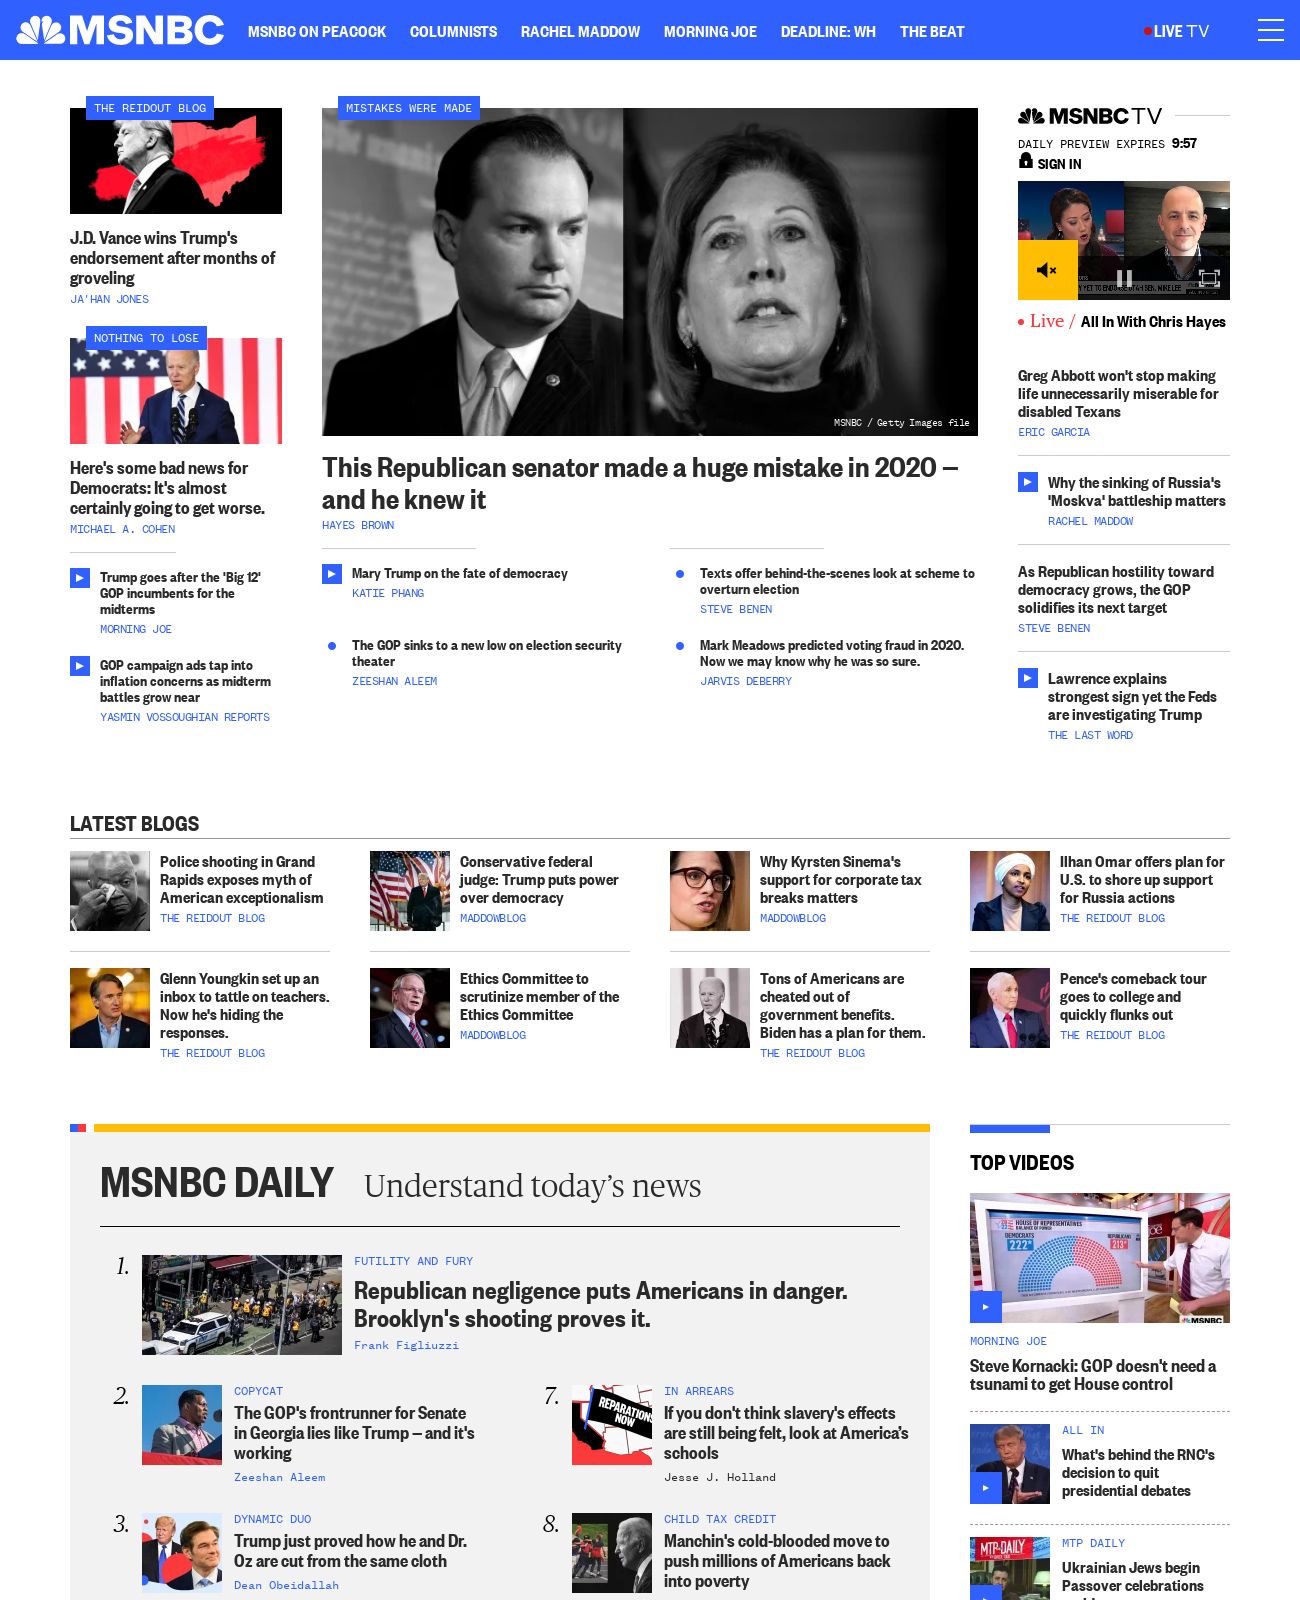 MSNBC
MSNBC ON PEACOCK
COLUMNISTS
RACHEL MADDOW
MORNING JOE
DEADLINE: WH
THE BEAT
LIVE TV
THE REIDOUT BLOG
J.D. Vance wins Trump's
endorsement after months of
groveling
JA'HAN JONES
NOTHING TO LOSE
Here's some bad news for
Democrats: It's almost
certainly going to get worse.
MICHAEL A. COHEN
Trump goes after the 'Big 12'
GOP incumbents for the
midterms
MORNING JOE
GOP campaign ads tap into
inflation concerns as midterm
battles grow near
YASMIN VOSSOUGHIAN REPORTS
MISTAKES WERE MADE
MSNBC / Getty Images file
This Republican senator made a huge mistake in 2020 —
and he knew it
HAYES BROWN
Mary Trump on the fate of democracy
KATIE PHANG
Texts offer behind-the-scenes look at scheme to
overturn election
STEVE BENEN
The GOP sinks to a new low on election security
theater
ZEESHAN ALEEM
Mark Meadows predicted voting fraud in 2020.
Now we may know why he was so sure.
JARVIS DEBERRY
MSNBC TV
DAILY PREVIEW EXPIRES 9:57
SIGN IN
Live / All In With Chris Hayes
Greg Abbott won't stop making
life unnecessarily miserable for
disabled Texans
ERIC GARCIA
Why the sinking of Russia's
'Moskva' battleship matters
RACHEL MADDOW
As Republican hostility toward
democracy grows, the GOP
solidifies its next target
STEVE BENEN
Lawrence explains
strongest sign yet the Feds
are investigating Trump
THE LAST WORD
LATEST BLOGS
Police shooting in Grand
Rapids exposes myth of
American exceptionalism
THE REIDOUT BLOG
Conservative federal
judge: Trump puts power
over democracy
MADDOWBLOG
Why Kyrsten Sinema's
support for corporate tax
breaks matters
MADDOWBLOG
Ilhan Omar offers plan for
U.S. to shore up support
for Russia actions
THE REIDOUT BLOG
Glenn Youngkin set up an
inbox to tattle on teachers.
Now he's hiding the
responses.
THE REIDOUT BLOG
Ethics Committee to
scrutinize member of the
Ethics Committee
MADDOWBLOG
Tons of Americans are
cheated out of
government benefits.
Biden has a plan for them.
THE REIDOUT BLOG
Pence's comeback tour
goes to college and
quickly flunks out
THE REIDOUT BLOG
MSNBC DAILY Understand today's news
1.
FUTILITY AND FURY
Republican negligence puts Americans in danger.
Brooklyn's shooting proves it.
Frank Figliuzzi
2.
COPYCAT
The GOP's frontrunner for Senate
in Georgia lies like Trump — and it's
working
Zeeshan Aleem
3.
DYNAMIC DUO
Trump just proved how he and Dr.
Oz are cut from the same cloth
Dean Obeidallah
7.
REPARATIONS
NOW
IN ARREARS
If you don't think slavery's effects
are still being felt, look at America's
schools
Jesse J. Holland
8.
CHILD TAX CREDIT
Manchin's cold-blooded move to
push millions of Americans back
into poverty
TOP VIDEOS
HOUSE OF REPRESENTATIVES
BALANCE OF POWER
DEMOCRATS
222*
REPUBLICANS
213*
MSNBC
MORNING JOE
Steve Kornacki: GOP doesn't need a
tsunami to get House control
ALL IN
What's behind the RNC's
decision to quit
presidential debates
MTP DAILY
MTP DAILY
Ukrainian Jews begin
Passover celebrations